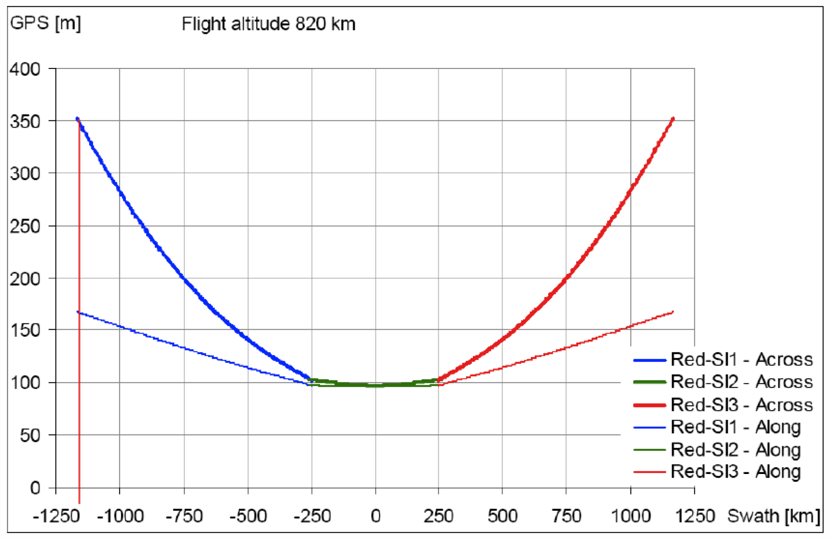 GPS [m]
Flight altitude 820 km
400
350
300
250
200
150
100
50
0
-1250 -1000 -750 -500 -250 0 250 500 750 1000 1250 Swath [km]
Red-SI1 - Across
Red-SI2 - Across
Red-SI3 - Across
Red-SI1 - Along
Red-SI2 - Along
Red-SI3 - Along